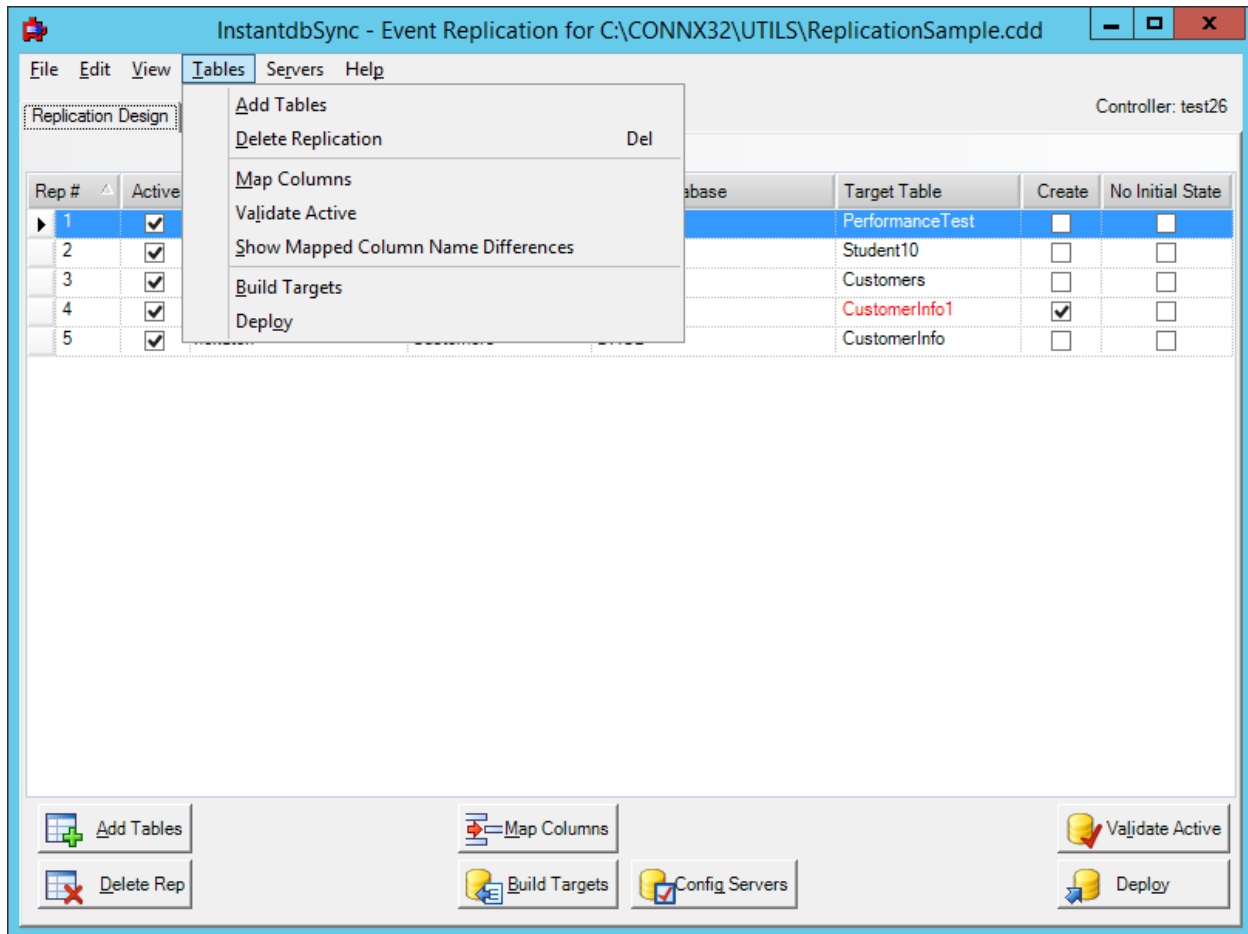 InstantdbSync - Event Replication for C:\CONNX32\UTILS\ReplicationSample.cdd
File Edit View Tables Servers Help
Replication Design
Controller: test26
Add Tables
Delete Replication Del
Map Columns
Validate Active
Show Mapped Column Name Differences
Build Targets
Deploy
Rep # Active Target Table Create No Initial State
1 PerformanceTest
2 Student10
3 Customers
4 CustomerInfo1
5 CustomerInfo
Add Tables Map Columns Validate Active
Delete Rep Build Targets Config Servers Deploy